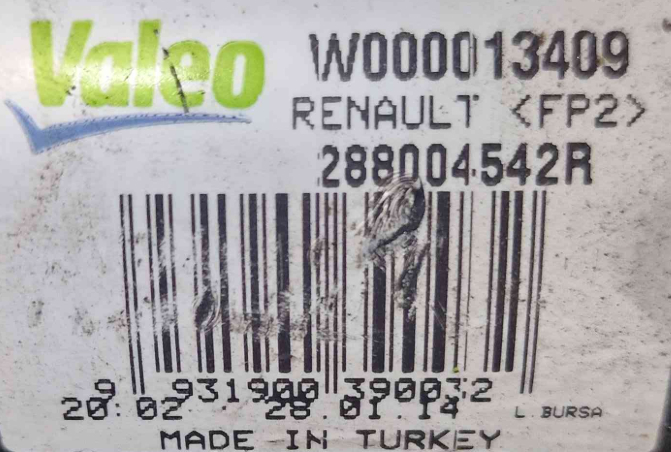 Valeo
W000013409
RENAULT <FP2>
288004542R
9 931900 390032
20:02 28.01.14 L. BURSA
MADE IN TURKEY